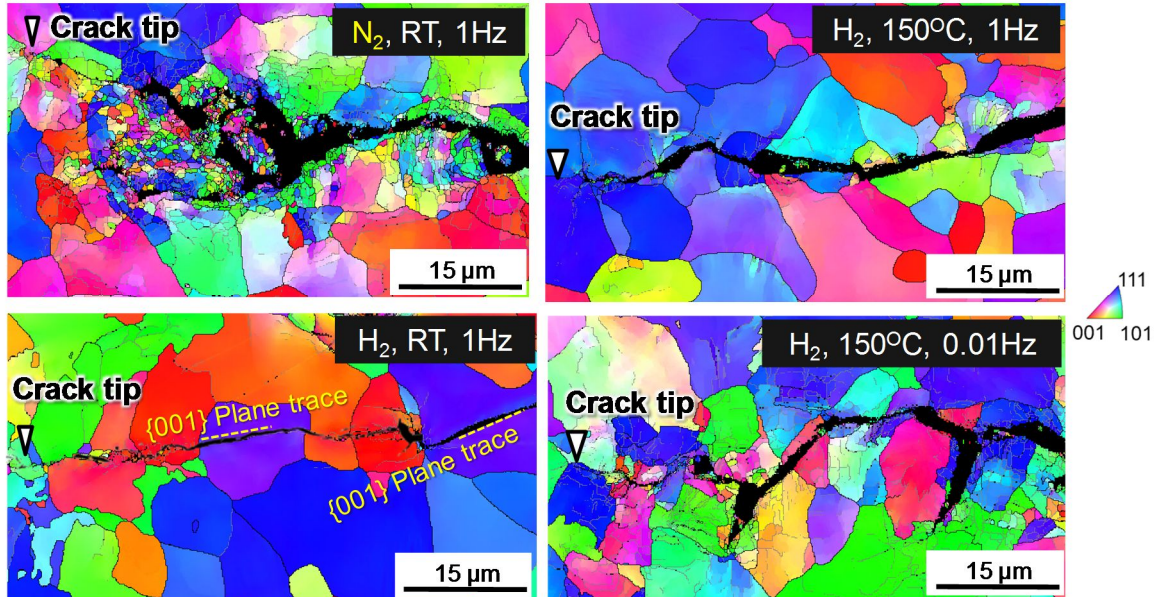 Crack tip
N₂, RT, 1Hz
15 µm
H₂, 150ᴼC, 1Hz
Crack tip
15 µm
111
001 101
H₂, RT, 1Hz
Crack tip
{001} Plane trace
{001} Plane trace
15 µm
H₂, 150ᴼC, 0.01Hz
Crack tip
15 µm